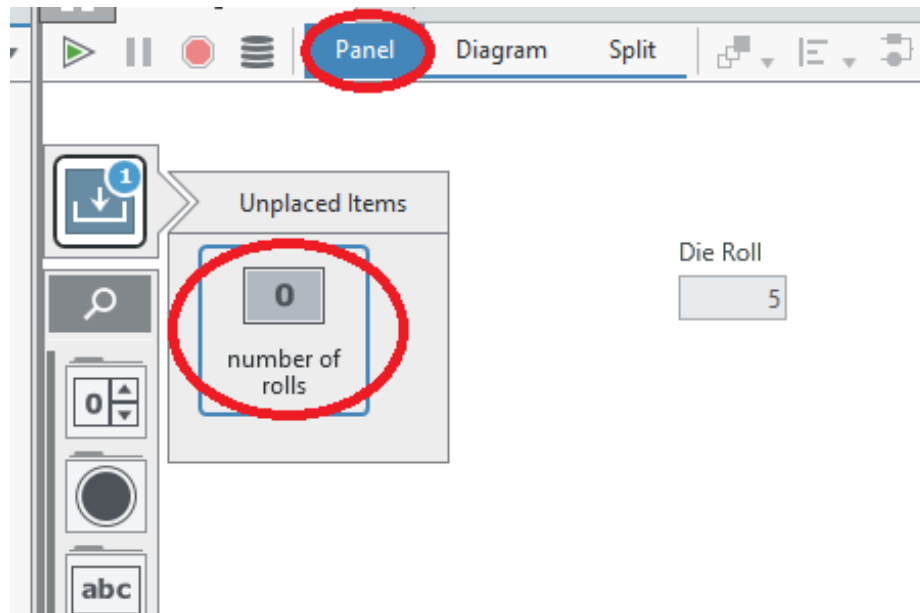 Panel Diagram Split
1
Unplaced Items
Die Roll
5
0
number of
rolls
0
abc